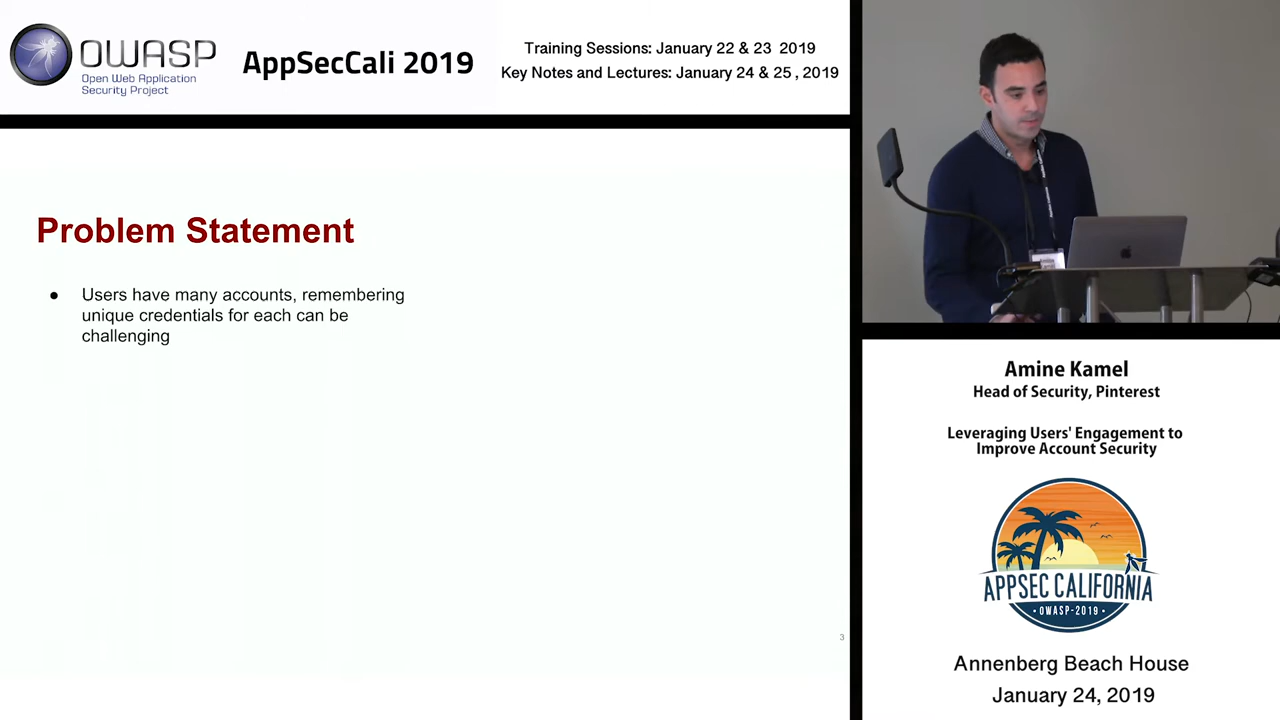 OWASP
Open Web Application
Security Project
AppSecCali 2019
Training Sessions: January 22 & 23 2019
Key Notes and Lectures: January 24 & 25 , 2019
Problem Statement
● Users have many accounts, remembering
unique credentials for each can be
challenging
3
Amine Kamel
Head of Security, Pinterest
Leveraging Users' Engagement to
Improve Account Security
APPSEC CALIFORNIA
• OWASP-2019 •
Annenberg Beach House
January 24, 2019